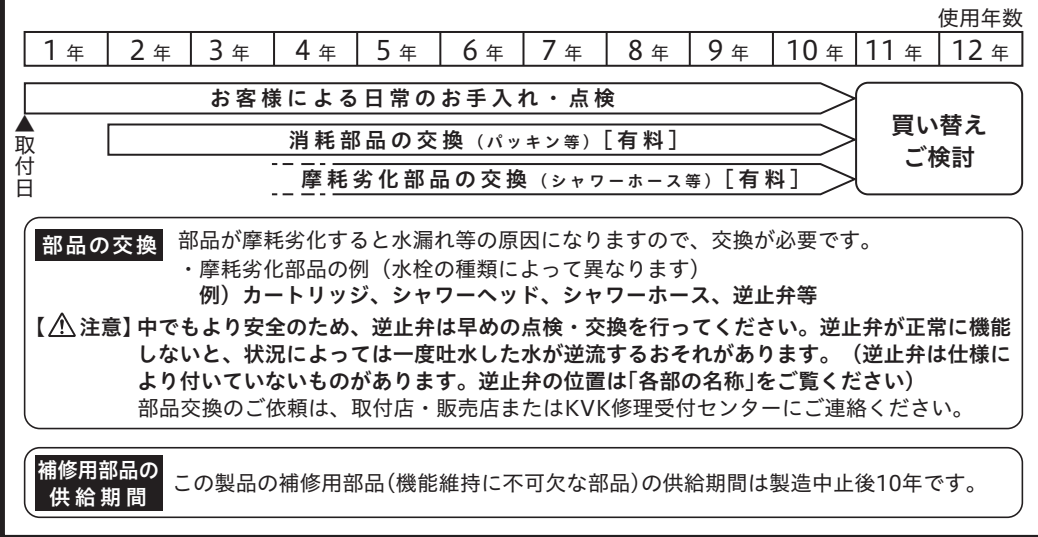 使用年数
1年 2年 3年 4年 5年 6年 7年 8年 9年 10年 11年 12年
お客様による日常のお手入れ・点検
▲取付日
消耗部品の交換（パッキン等）［有料］
摩耗劣化部品の交換（シャワーホース等）［有料］
買い替え
ご検討
部品の交換 部品が摩耗劣化すると水漏れ等の原因になりますので、交換が必要です。
・摩耗劣化部品の例（水栓の種類によって異なります）
例）カートリッジ、シャワーヘッド、シャワーホース、逆止弁等
【⚠注意】中でもより安全のため、逆止弁は早めの点検・交換を行ってください。逆止弁が正常に機能
しないと、状況によっては一度吐水した水が逆流するおそれがあります。（逆止弁は仕様に
より付いていないものがあります。逆止弁の位置は「各部の名称」をご覧ください）
部品交換のご依頼は、取付店・販売店またはKVK修理受付センターにご連絡ください。
補修用部品の
供給期間
この製品の補修用部品（機能維持に不可欠な部品）の供給期間は製造中止後10年です。